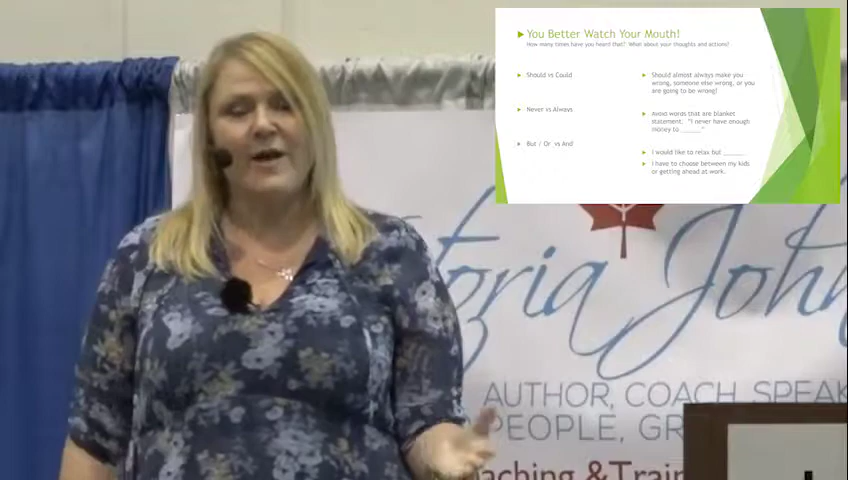 You Better Watch Your Mouth!
How many times have you heard that? What about your thoughts and actions?
Should vs Could
Never vs Always
But / Or vs And
Should almost always make you
wrong, someone else wrong, or you
are going to be wrong!
Avoid words that are blanket
statement. "I never have enough
money to ______"
I would like to relax but ______
I have to choose between my kids
or getting ahead at work.
toria John
AUTHOR, COACH SPEAK
PEOPLE, GR
aching & Train